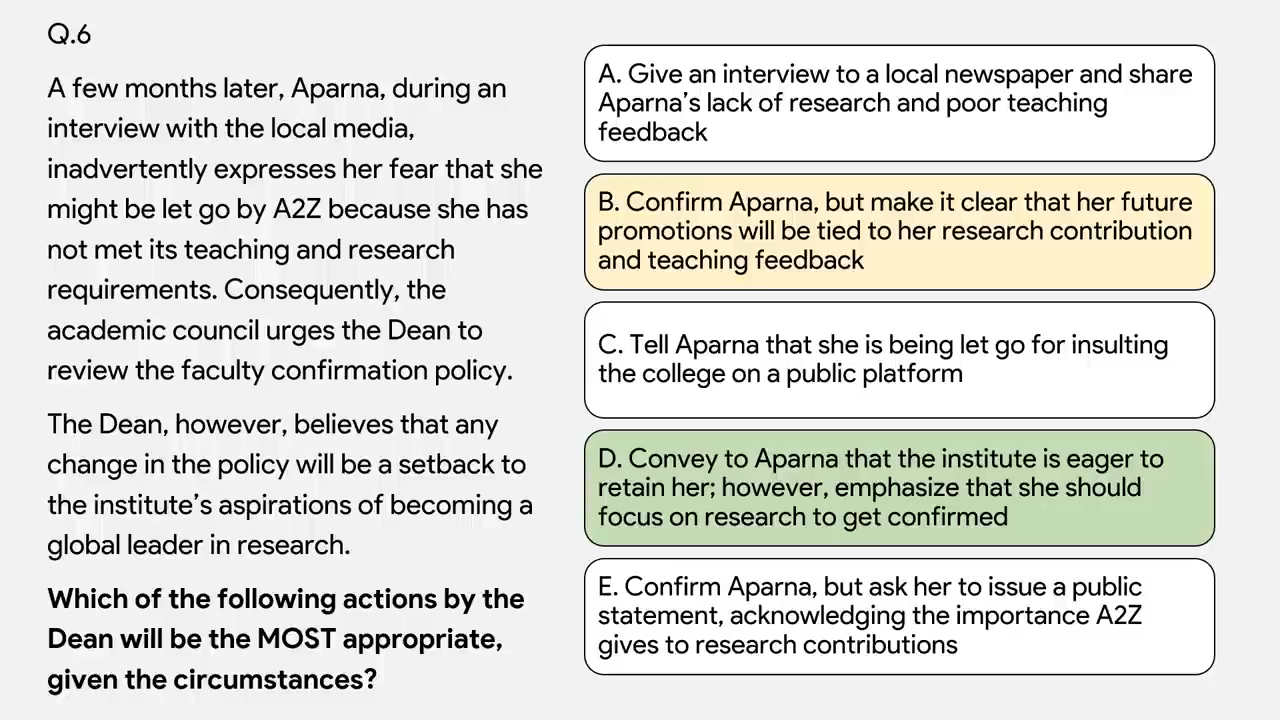 Q.6
A few months later, Aparna, during an
interview with the local media,
inadvertently expresses her fear that she
might be let go by A2Z because she has
not met its teaching and research
requirements. Consequently, the
academic council urges the Dean to
review the faculty confirmation policy.
The Dean, however, believes that any
change in the policy will be a setback to
the institute's aspirations of becoming a
global leader in research.
Which of the following actions by the
Dean will be the MOST appropriate,
given the circumstances?
A. Give an interview to a local newspaper and share
Aparna's lack of research and poor teaching
feedback
B. Confirm Aparna, but make it clear that her future
promotions will be tied to her research contribution
and teaching feedback
C. Tell Aparna that she is being let go for insulting
the college on a public platform
D. Convey to Aparna that the institute is eager to
retain her; however, emphasize that she should
focus on research to get confirmed
E. Confirm Aparna, but ask her to issue a public
statement, acknowledging the importance A2Z
gives to research contributions